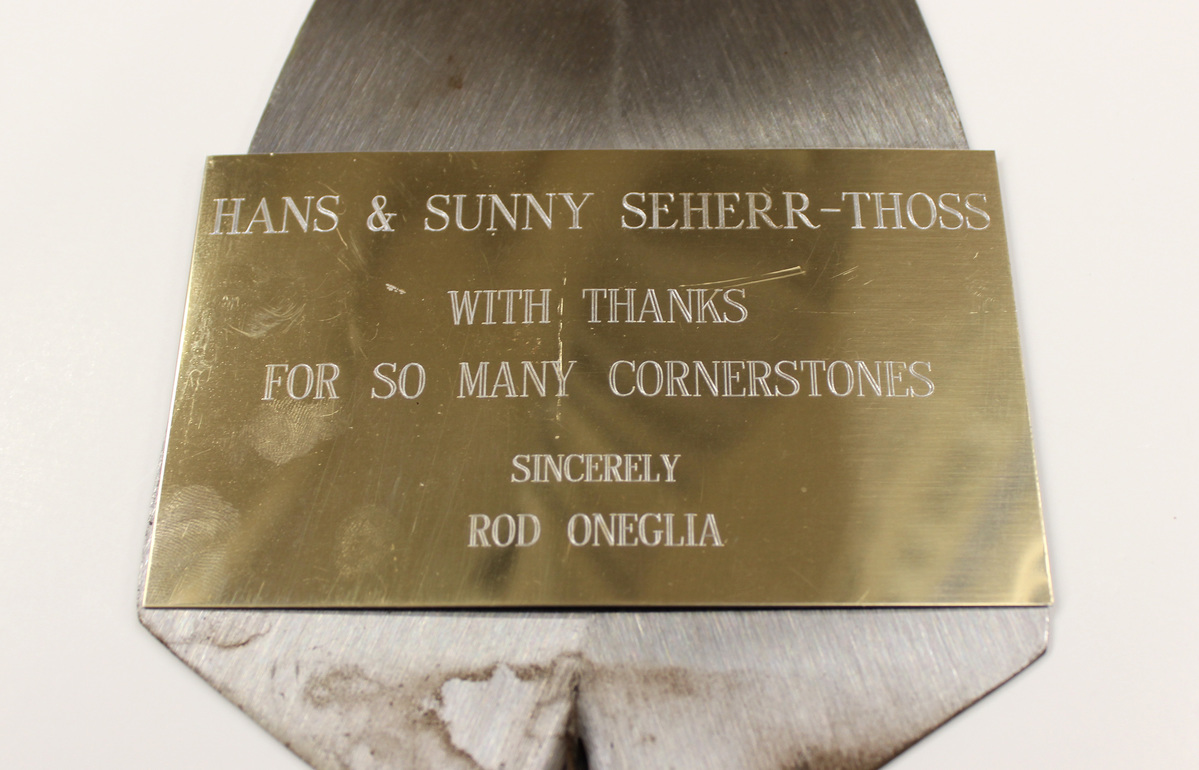 HANS & SUNNY SEHERR-THOSS
WITH THANKS
FOR SO MANY CORNERSTONES
SINCERELY
ROD ONEGLIA